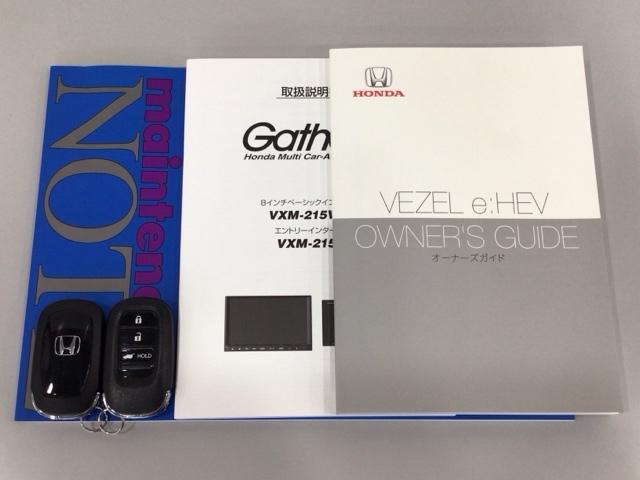 maintenanc
NOT
取扱説明
Gathe
Honda Multi Car-A
8インチベーシックイン
VXM-215V
エントリーインター
VXM-215
HONDA
VEZEL e:HEV
OWNER'S GUIDE
オーナーズガイド
HOLD